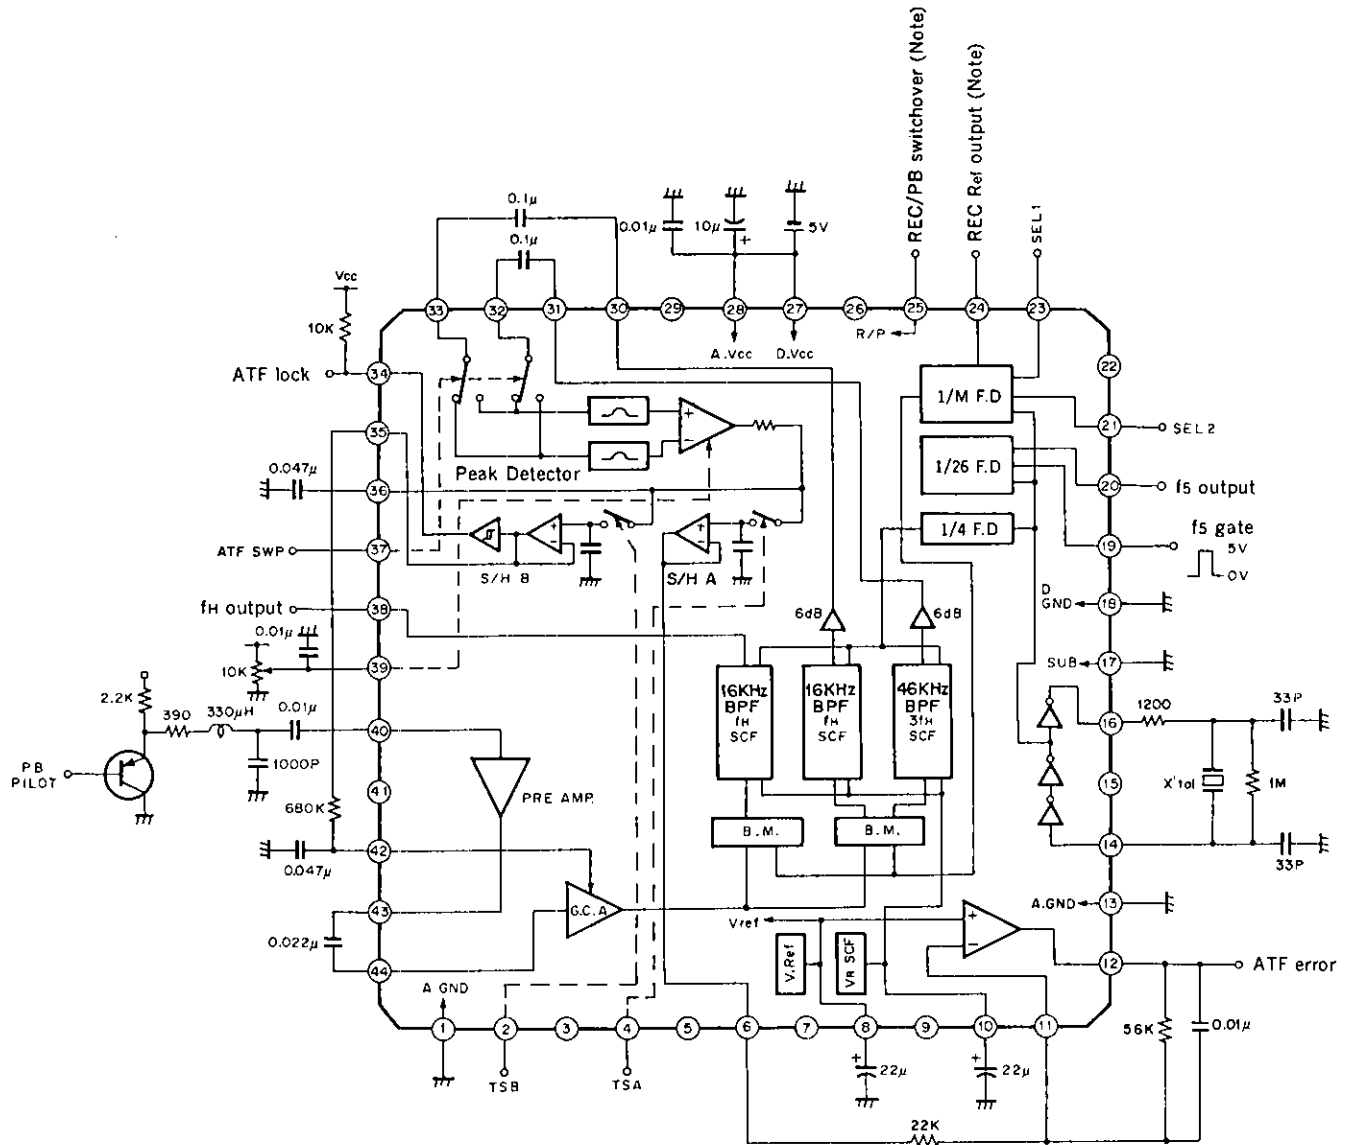 REC/PB switchover (Note)
REC Ref output (Note)
SEL1
0.1µ
0.1µ
0.01µ
10µ
+
5V
Vcc
10K
33
32
31
30
29
28
27
26
25
24
23
R/P
A.Vcc
D.Vcc
ATF lock
34
22
1/M F.D
+
−
35
21
SEL2
Peak Detector
1/26 F.D
0.047µ
36
20
fs output
1/4 F.D
fs gate
5V
0V
19
ATF SWP
37
+
−
S/H B
+
−
S/H A
D
GND
18
fH output
38
6dB
6dB
0.01µ
10K
39
SUB
17
16KHz
BPF
fH
SCF
16KHz
BPF
fH
SCF
46KHz
BPF
3fH
SCF
2.2K
390
330µH
0.01µ
40
16
1200
33P
PB
PILOT
1000P
PRE AMP.
41
15
X'tal
1M
680K
B.M.
B.M.
42
14
33P
0.047µ
G.C.A
43
A.GND
13
0.022µ
Vref
+
−
V.Ref
VR SCF
44
12
ATF error
A GND
1
2
3
4
5
6
7
8
9
10
11
56K
0.01µ
TSB
TSA
+
22µ
+
22µ
22K